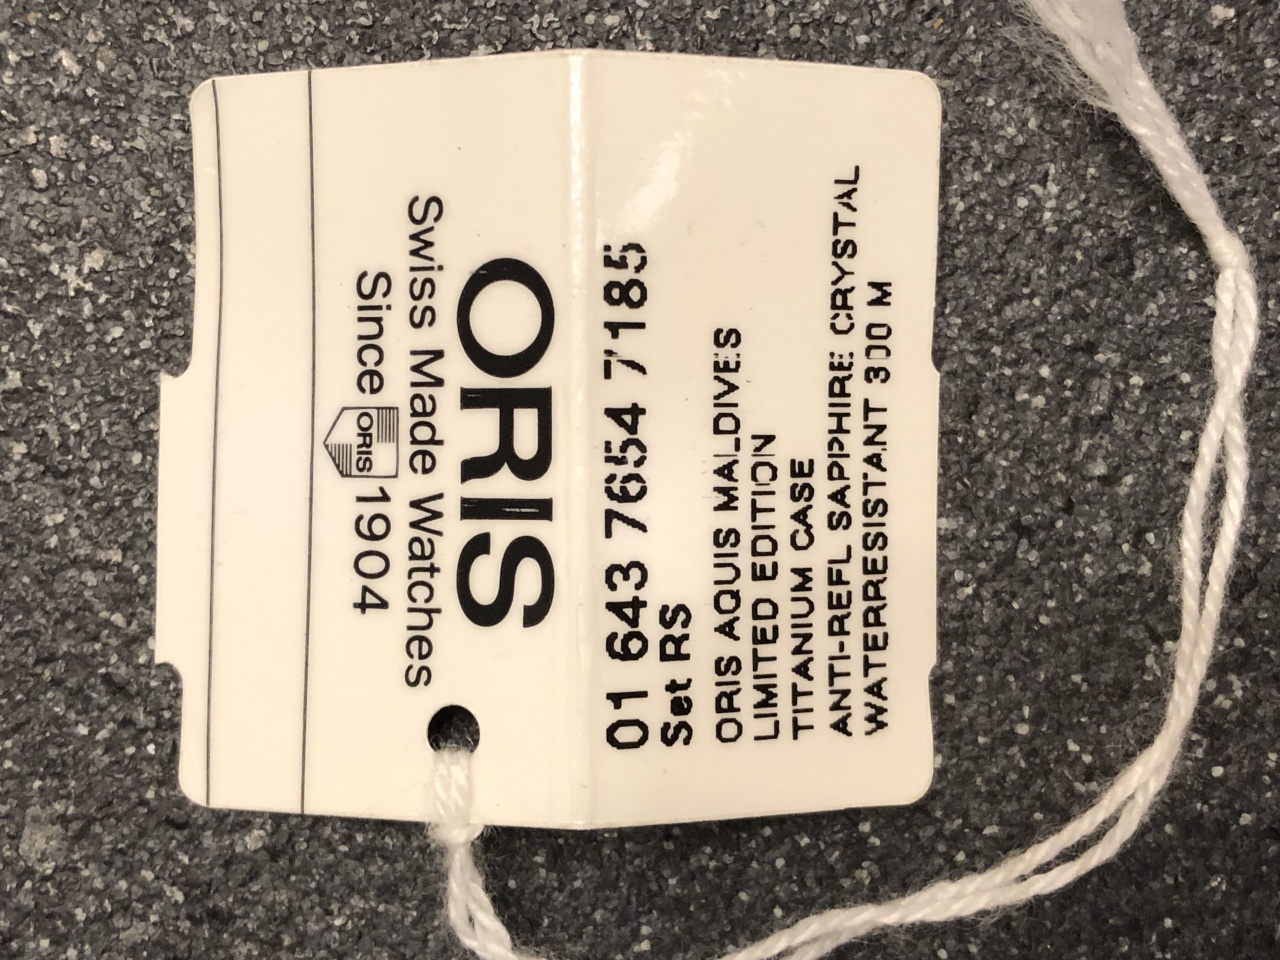 ORIS
Swiss Made Watches
Since ORIS 1904
01 643 7654 7185
Set RS
ORIS AQUIS MALDIVES
LIMITED EDITION
TITANIUM CASE
ANTI-REFL SAPPHIRE CRYSTAL
WATERRESISTANT 300 M